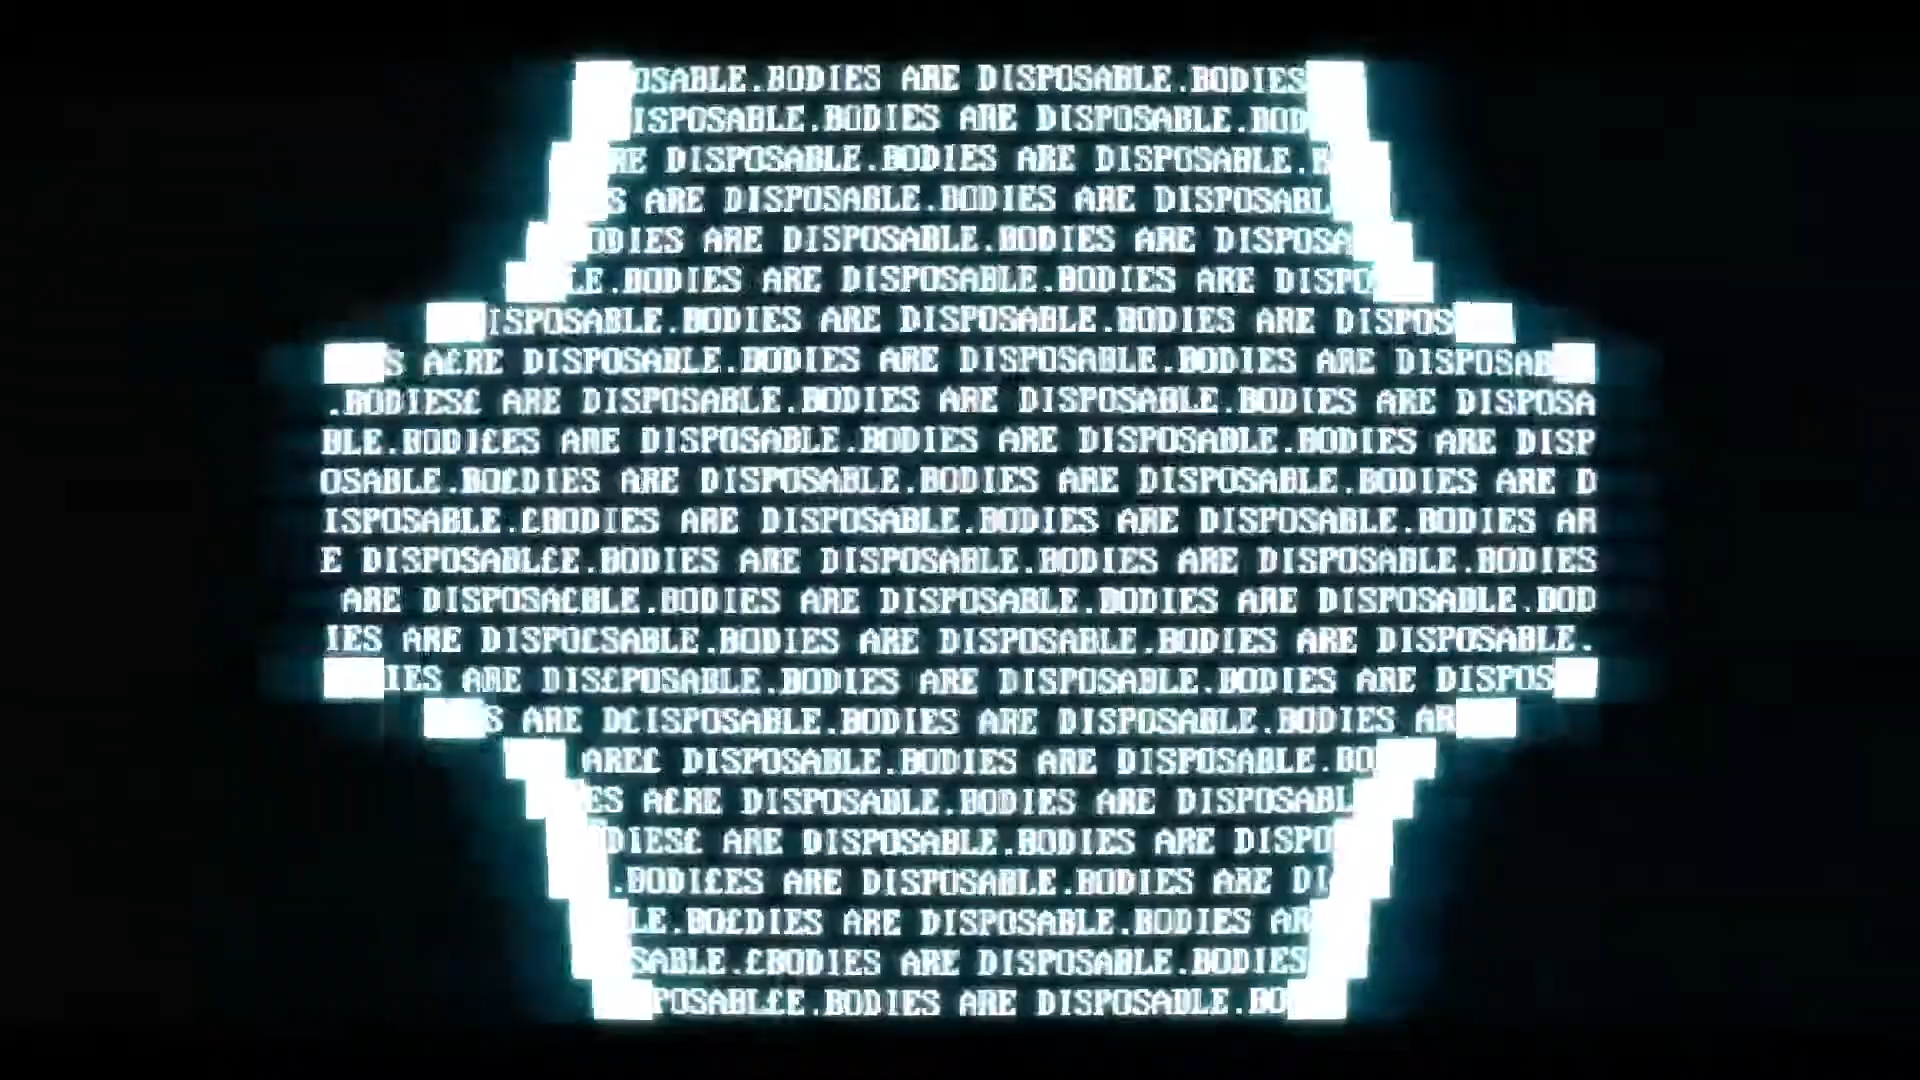 OSABLE.BODIES ARE DISPOSABLE.BODIES
ISPOSABLE.BODIES ARE DISPOSABLE.BOD
RE DISPOSABLE.BODIES ARE DISPOSABLE.B
S ARE DISPOSABLE.BODIES ARE DISPOSABL
ODIES ARE DISPOSABLE.BODIES ARE DISPOSA
LE.BODIES ARE DISPOSABLE.BODIES ARE DISPO
ISPOSABLE.BODIES ARE DISPOSABLE.BODIES ARE DISPOS
S A£RE DISPOSABLE.BODIES ARE DISPOSABLE.BODIES ARE DISPOSAB
.BODIES£ ARE DISPOSABLE.BODIES ARE DISPOSABLE.BODIES ARE DISPOSA
BLE.BODI£ES ARE DISPOSABLE.BODIES ARE DISPOSABLE.BODIES ARE DISP
OSABLE.BO£DIES ARE DISPOSABLE.BODIES ARE DISPOSABLE.BODIES ARE D
ISPOSABLE.£BODIES ARE DISPOSABLE.BODIES ARE DISPOSABLE.BODIES AR
E DISPOSABL£E.BODIES ARE DISPOSABLE.BODIES ARE DISPOSABLE.BODIES
ARE DISPOSA£BLE.BODIES ARE DISPOSABLE.BODIES ARE DISPOSABLE.BOD
IES ARE DISPO£SABLE.BODIES ARE DISPOSABLE.BODIES ARE DISPOSABLE.
IES ARE DIS£POSABLE.BODIES ARE DISPOSABLE.BODIES ARE DISPOS
S ARE D£ISPOSABLE.BODIES ARE DISPOSABLE.BODIES AR
ARE£ DISPOSABLE.BODIES ARE DISPOSABLE.BO
ES A£RE DISPOSABLE.BODIES ARE DISPOSABL
DIES£ ARE DISPOSABLE.BODIES ARE DISPO
.BODI£ES ARE DISPOSABLE.BODIES ARE DI
LE.BO£DIES ARE DISPOSABLE.BODIES AR
SABLE.£BODIES ARE DISPOSABLE.BODIES
POSABL£E.BODIES ARE DISPOSABLE.BO